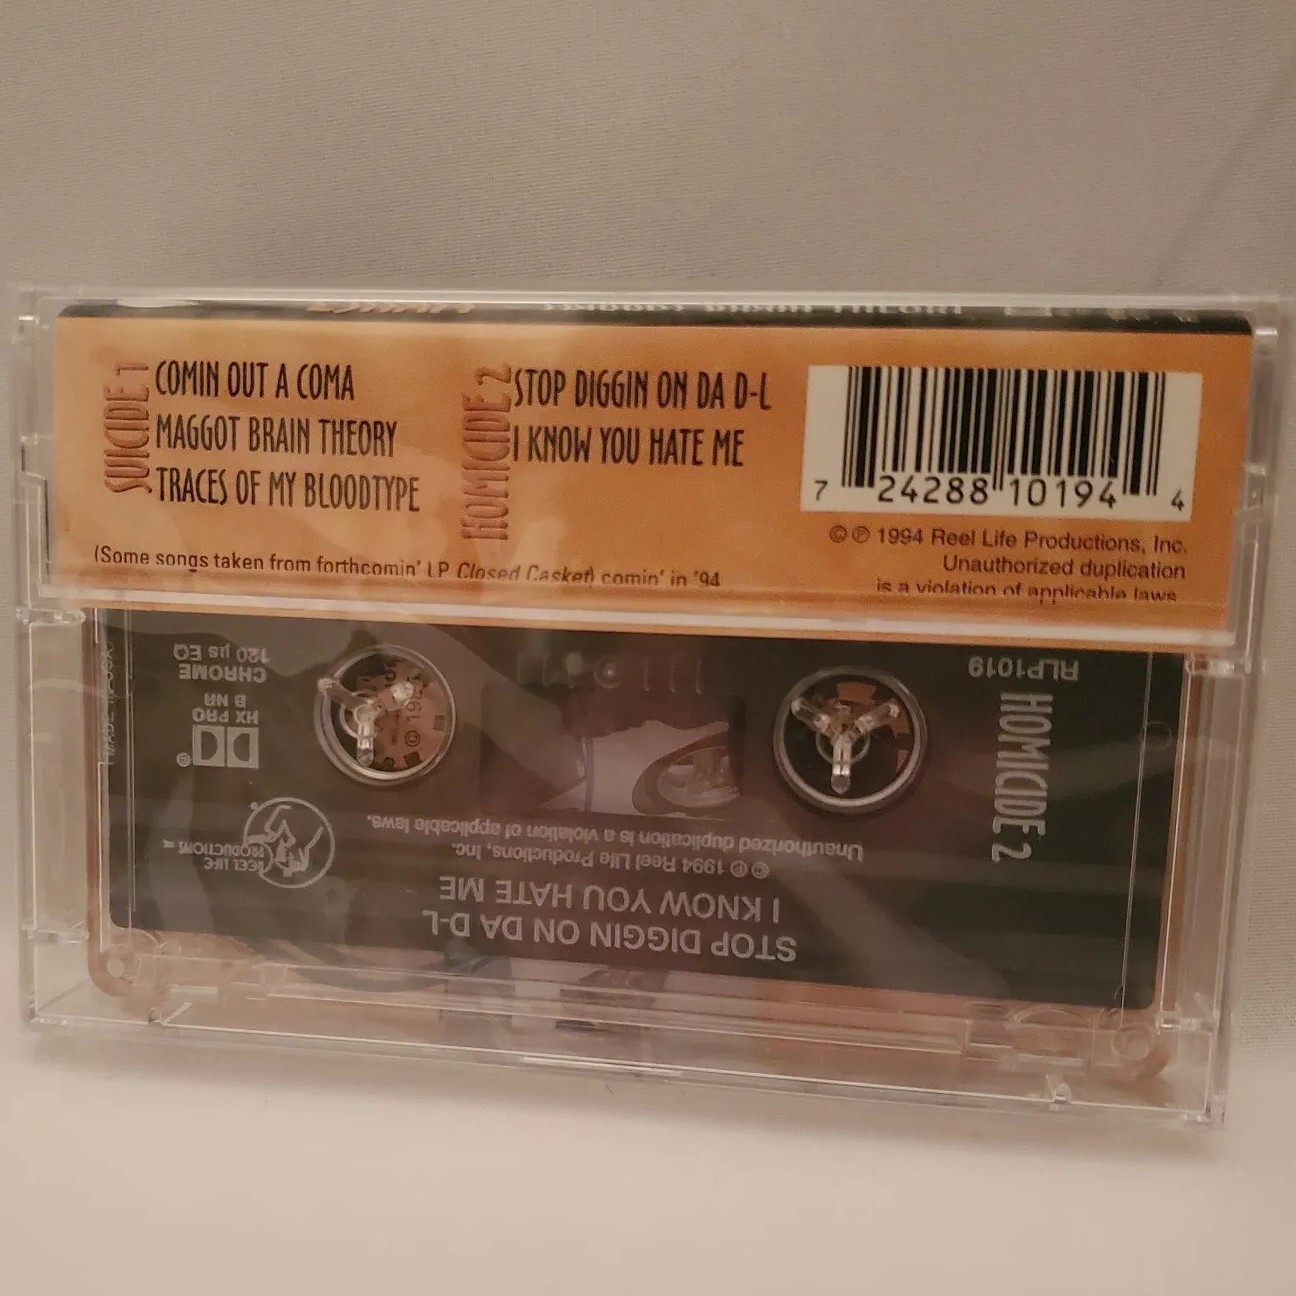 SUICIDE 1
COMIN OUT A COMA
MAGGOT BRAIN THEORY
TRACES OF MY BLOODTYPE
HOMICIDE 2
STOP DIGGIN ON DA D-L
I KNOW YOU HATE ME
(Some songs taken from forthcomin' LP Closed Casket) comin' in '94
7 24288 10194 4
© ℗ 1994 Reel Life Productions, Inc.
Unauthorized duplication
is a violation of applicable laws.
RLP1019
HOMICIDE 2
120 µs EQ
CHROME
B NR
HX PRO
REEL LIFE
PRODUCTIONS
Unauthorized duplication is a violation of applicable laws.
© ℗ 1994 Reel Life Productions, Inc.
I KNOW YOU HATE ME
STOP DIGGIN ON DA D-L